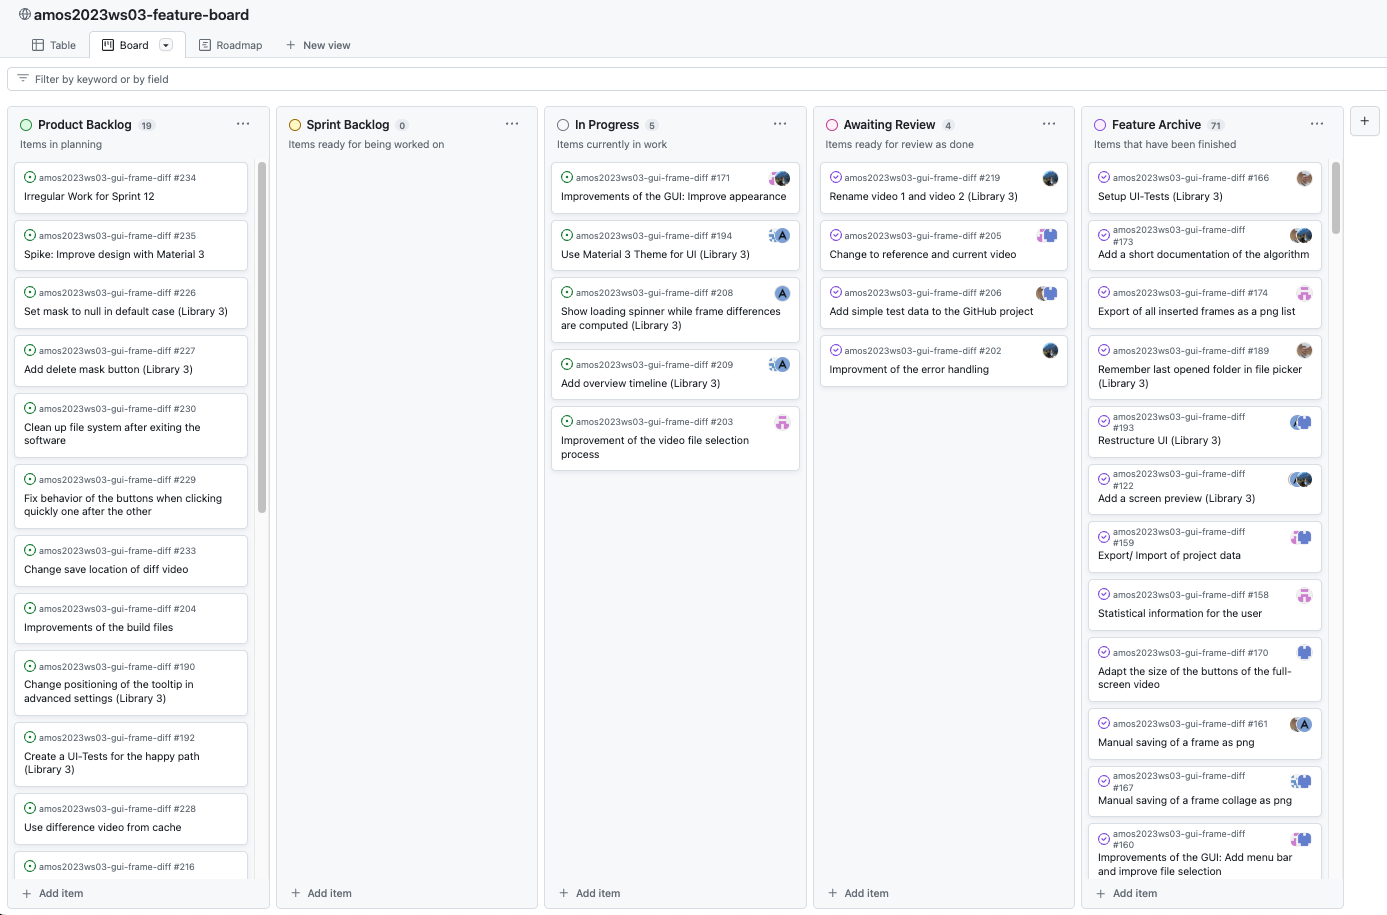 amos2023ws03-feature-board
Table
Board
Roadmap
New view
Filter by keyword or by field
Product Backlog 19
Items in planning
amos2023ws03-gui-frame-diff #234
Irregular Work for Sprint 12
amos2023ws03-gui-frame-diff #235
Spike: Improve design with Material 3
amos2023ws03-gui-frame-diff #226
Set mask to null in default case (Library 3)
amos2023ws03-gui-frame-diff #227
Add delete mask button (Library 3)
amos2023ws03-gui-frame-diff #230
Clean up file system after exiting the
software
amos2023ws03-gui-frame-diff #229
Fix behavior of the buttons when clicking
quickly one after the other
amos2023ws03-gui-frame-diff #233
Change save location of diff video
amos2023ws03-gui-frame-diff #204
Improvements of the build files
amos2023ws03-gui-frame-diff #190
Change positioning of the tooltip in
advanced settings (Library 3)
amos2023ws03-gui-frame-diff #192
Create a UI-Tests for the happy path
(Library 3)
amos2023ws03-gui-frame-diff #228
Use difference video from cache
amos2023ws03-gui-frame-diff #216
Add item
Sprint Backlog 0
Items ready for being worked on
Add item
In Progress 5
Items currently in work
amos2023ws03-gui-frame-diff #171
Improvements of the GUI: Improve appearance
amos2023ws03-gui-frame-diff #194
A
Use Material 3 Theme for UI (Library 3)
amos2023ws03-gui-frame-diff #208
A
Show loading spinner while frame differences
are computed (Library 3)
amos2023ws03-gui-frame-diff #209
A
Add overview timeline (Library 3)
amos2023ws03-gui-frame-diff #203
Improvement of the video file selection
process
Add item
Awaiting Review 4
Items ready for review as done
amos2023ws03-gui-frame-diff #219
Rename video 1 and video 2 (Library 3)
amos2023ws03-gui-frame-diff #205
Change to reference and current video
amos2023ws03-gui-frame-diff #206
Add simple test data to the GitHub project
amos2023ws03-gui-frame-diff #202
Improvment of the error handling
Add item
Feature Archive 71
Items that have been finished
amos2023ws03-gui-frame-diff #166
Setup UI-Tests (Library 3)
amos2023ws03-gui-frame-diff
#173
Add a short documentation of the algorithm
amos2023ws03-gui-frame-diff #174
Export of all inserted frames as a png list
amos2023ws03-gui-frame-diff #189
Remember last opened folder in file picker
(Library 3)
amos2023ws03-gui-frame-diff
#193
Restructure UI (Library 3)
amos2023ws03-gui-frame-diff
#122
Add a screen preview (Library 3)
amos2023ws03-gui-frame-diff
#159
Export/ Import of project data
amos2023ws03-gui-frame-diff #158
Statistical information for the user
amos2023ws03-gui-frame-diff #170
Adapt the size of the buttons of the full-
screen video
amos2023ws03-gui-frame-diff #161
A
Manual saving of a frame as png
amos2023ws03-gui-frame-diff
#167
Manual saving of a frame collage as png
amos2023ws03-gui-frame-diff
#160
Improvements of the GUI: Add menu bar
and improve file selection
Add item